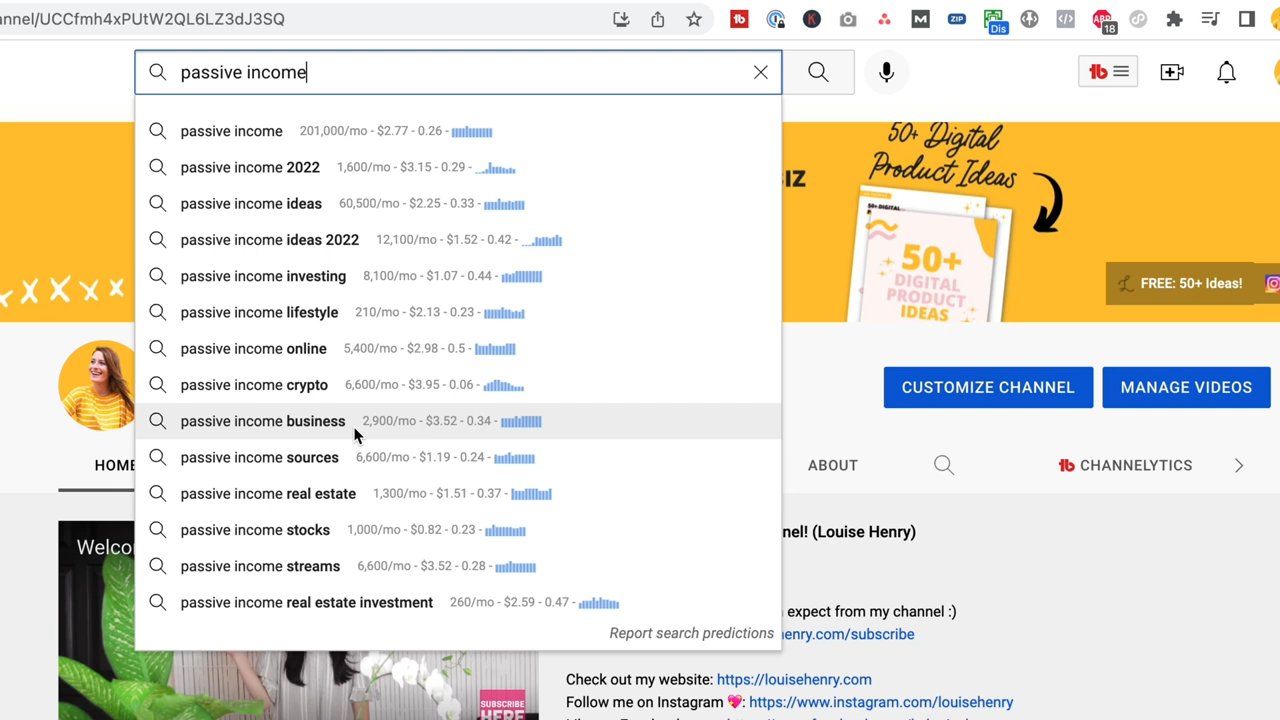 annel/UCCfmh4xPUtW2QL6LZ3dJ3SQ
Dis
ZIP
18
passive income
passive income 201,000/mo - $2.77 - 0.26 -
passive income 2022 1,600/mo - $3.15 - 0.29 -
passive income ideas 60,500/mo - $2.25 - 0.33 -
passive income ideas 2022 12,100/mo - $1.52 - 0.42 -
passive income investing 8,100/mo - $1.07 - 0.44 -
passive income lifestyle 210/mo - $2.13 - 0.23 -
passive income online 5,400/mo - $2.98 - 0.5 -
passive income crypto 6,600/mo - $3.95 - 0.06 -
passive income business 2,900/mo - $3.52 - 0.34 -
passive income sources 6,600/mo - $1.19 - 0.24 -
passive income real estate 1,300/mo - $1.51 - 0.37 -
passive income stocks 1,000/mo - $0.82 - 0.23 -
passive income streams 6,600/mo - $3.52 - 0.28 -
passive income real estate investment 260/mo - $2.59 - 0.47 -
Report search predictions
IZ
50+ Digital
Product Ideas
50+
DIGITAL
PRODUCT
IDEAS
FREE: 50+ Ideas!
CUSTOMIZE CHANNEL
MANAGE VIDEOS
HOME
ABOUT
CHANNELYTICS
Welco
nel! (Louise Henry)
expect from my channel :)
enry.com/subscribe
Check out my website: https://louisehenry.com
Follow me on Instagram 💖: https://www.instagram.com/louisehenry
SUBSCRIBE
HERE